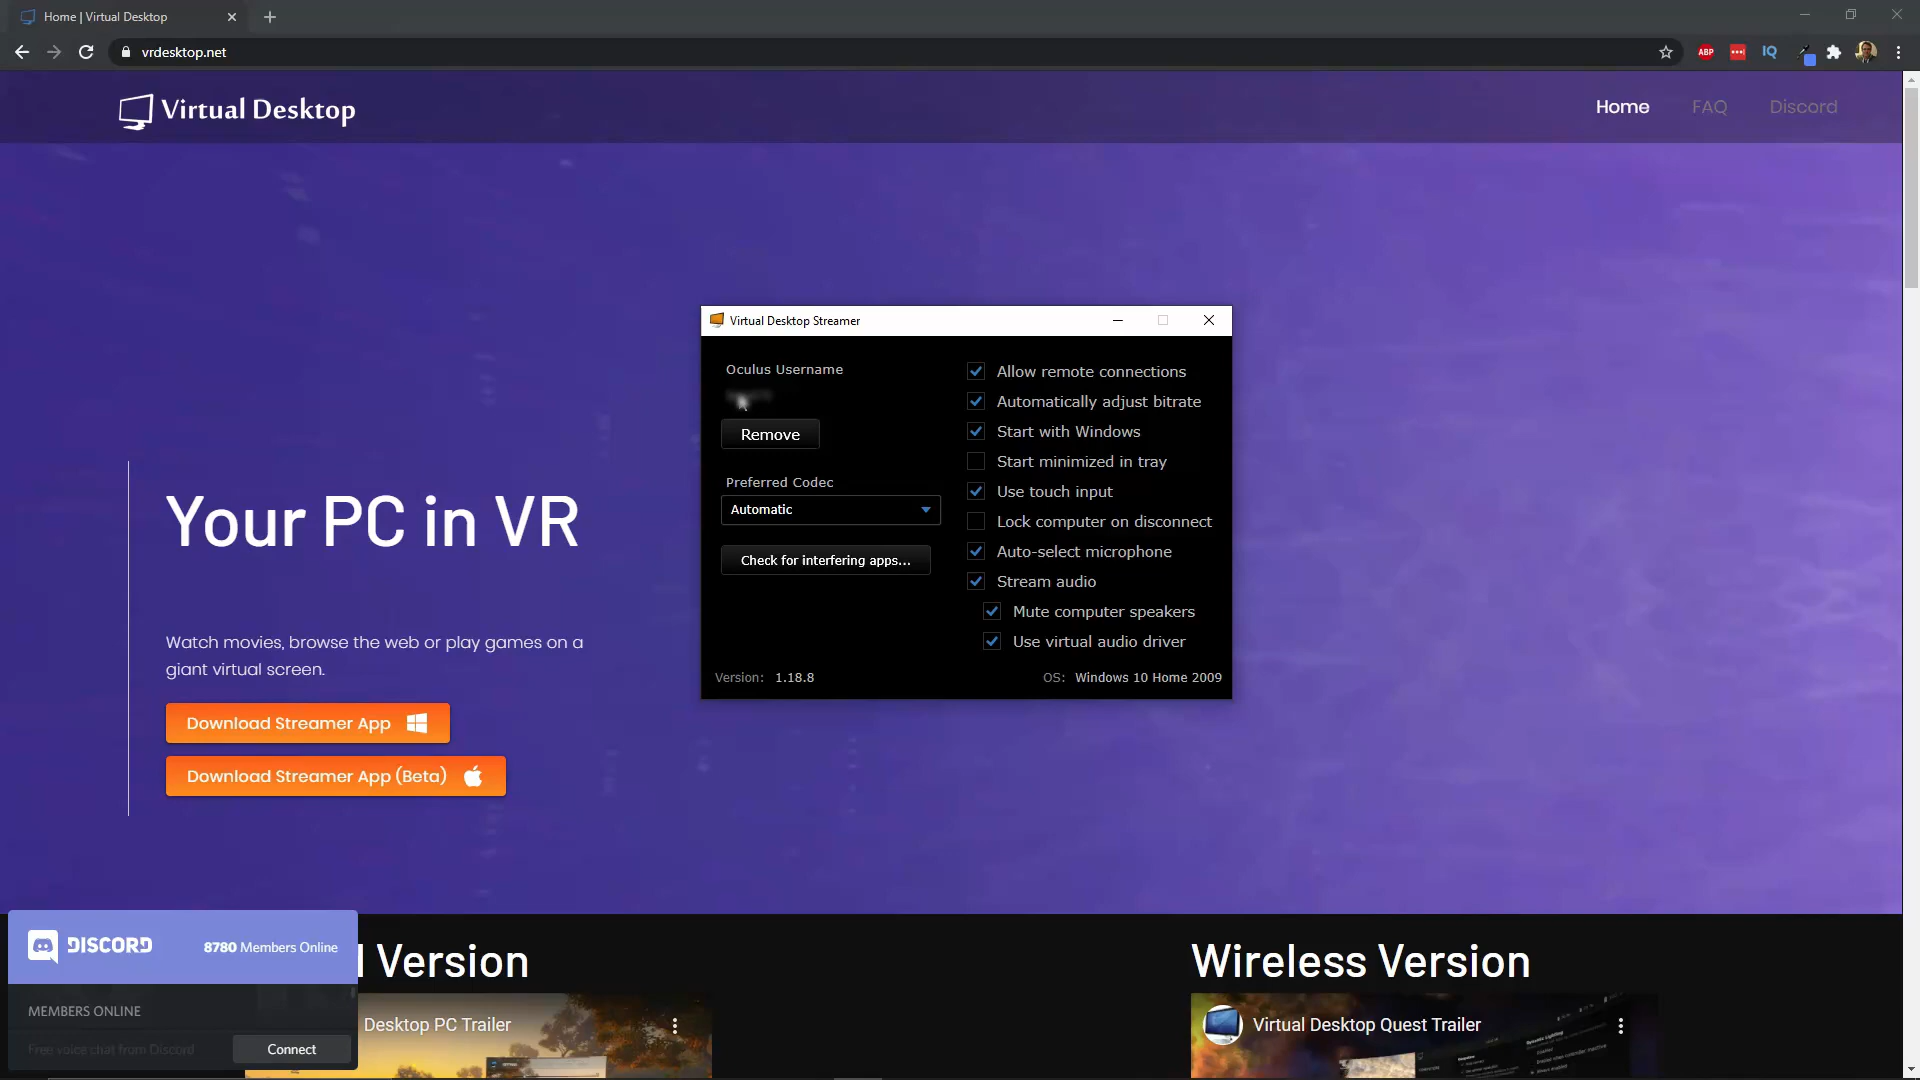 Home | Virtual Desktop
vrdesktop.net
ABP
IQ
Virtual Desktop
Home
FAQ
Discord
Your PC in VR
Watch movies, browse the web or play games on a
giant virtual screen.
Download Streamer App
Download Streamer App (Beta)
Virtual Desktop Streamer
Oculus Username
Remove
Preferred Codec
Automatic
Check for interfering apps...
Allow remote connections
Automatically adjust bitrate
Start with Windows
Start minimized in tray
Use touch input
Lock computer on disconnect
Auto-select microphone
Stream audio
Mute computer speakers
Use virtual audio driver
Version: 1.18.8
OS: Windows 10 Home 2009
DISCORD
8780 Members Online
MEMBERS ONLINE
Free voice chat from Discord
Connect
Version
Desktop PC Trailer
Wireless Version
Virtual Desktop Quest Trailer